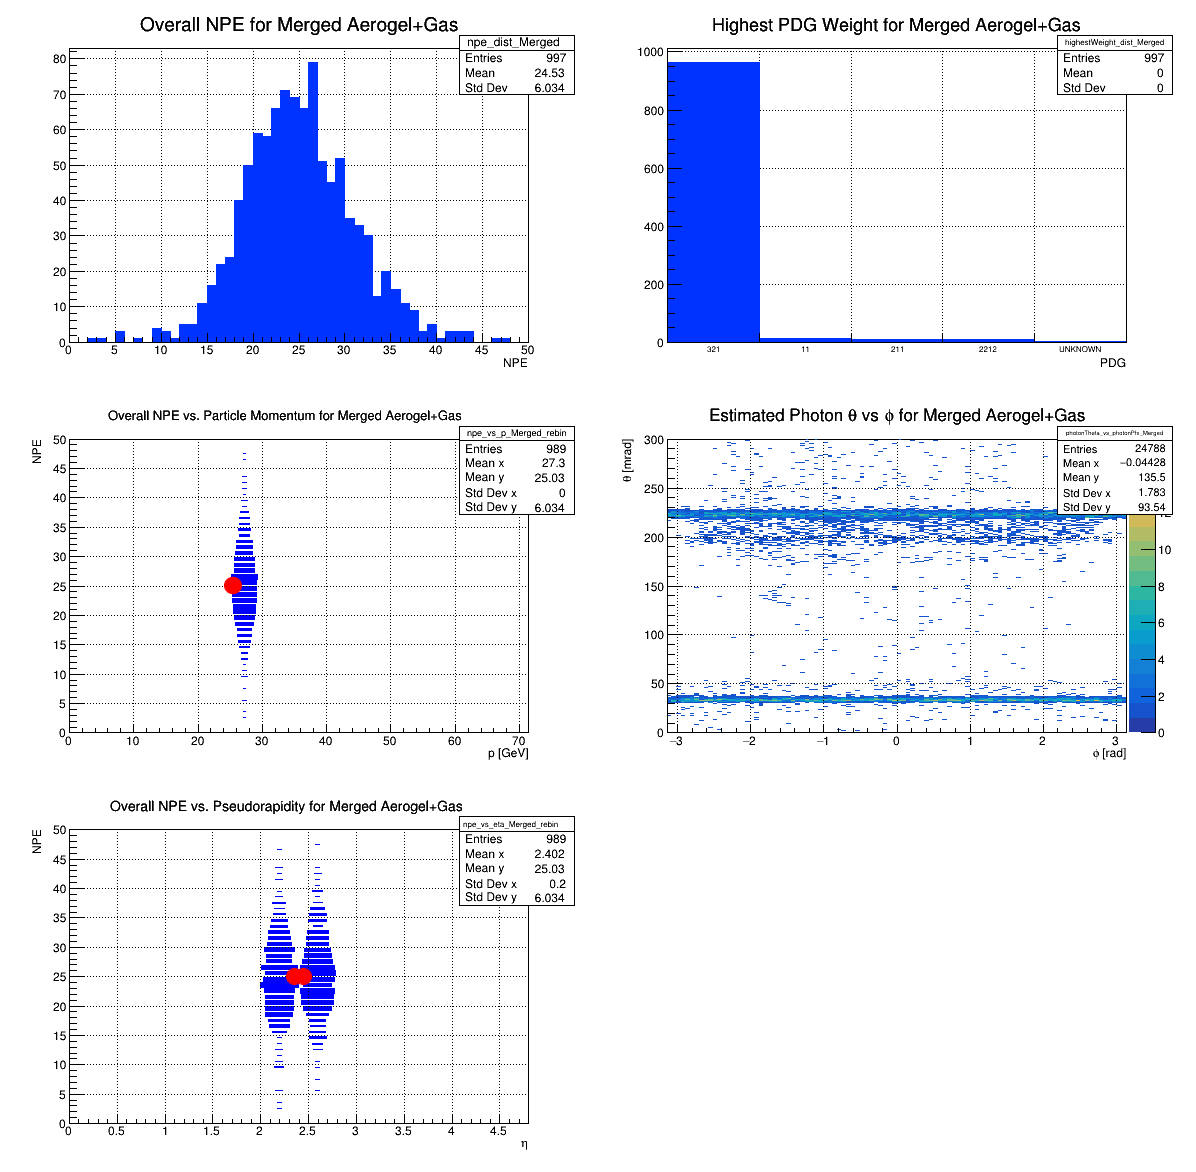 Overall NPE for Merged Aerogel+Gas
npe_dist_Merged
Entries 997
Mean 24.53
Std Dev 6.034
80
70
60
50
40
30
20
10
0
0 5 10 15 20 25 30 35 40 45 50
NPE
Highest PDG Weight for Merged Aerogel+Gas
highestWeight_dist_Merged
Entries 997
Mean 0
Std Dev 0
1000
800
600
400
200
0
321 11 211 2212 UNKNOWN
PDG
Overall NPE vs. Particle Momentum for Merged Aerogel+Gas
npe_vs_p_Merged_rebin
Entries 989
Mean x 27.3
Mean y 25.03
Std Dev x 0
Std Dev y 6.034
NPE
50
45
40
35
30
25
20
15
10
5
0
0 10 20 30 40 50 60 70
p [GeV]
Estimated Photon θ vs ϕ for Merged Aerogel+Gas
photonTheta_vs_photonPhi_Merged
Entries 24788
Mean x −0.04428
Mean y 135.5
Std Dev x 1.783
Std Dev y 93.54
θ [mrad]
300
250
200
150
100
50
0
−3 −2 −1 0 1 2 3
ϕ [rad]
10
8
6
4
2
0
Overall NPE vs. Pseudorapidity for Merged Aerogel+Gas
npe_vs_eta_Merged_rebin
Entries 989
Mean x 2.402
Mean y 25.03
Std Dev x 0.2
Std Dev y 6.034
NPE
50
45
40
35
30
25
20
15
10
5
0
0 0.5 1 1.5 2 2.5 3 3.5 4 4.5
η